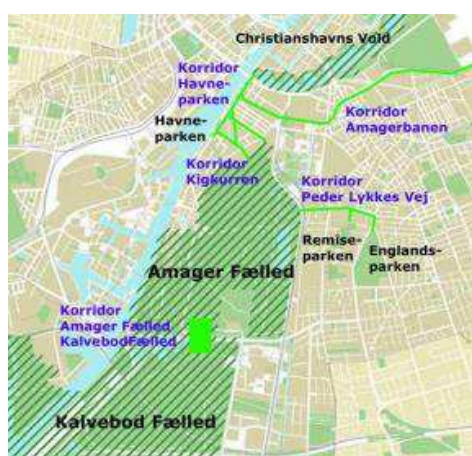 Christianshavns Vold
Korridor
Havne-
parken
Havne-
parken
Korridor
Amagerbanen
Korridor
Kigkurren
Korridor
Peder Lykkes Vej
Remise-
parken
Englands-
parken
Amager Fælled
Korridor
Amager Fælled
KalvebodFælled
Kalvebod Fælled